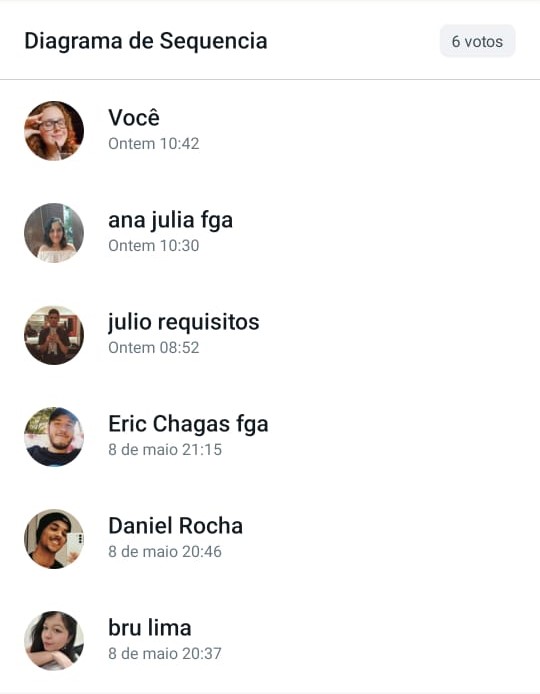 Diagrama de Sequencia
6 votos
Você
Ontem 10:42
ana julia fga
Ontem 10:30
julio requisitos
Ontem 08:52
Eric Chagas fga
8 de maio 21:15
Daniel Rocha
8 de maio 20:46
bru lima
8 de maio 20:37